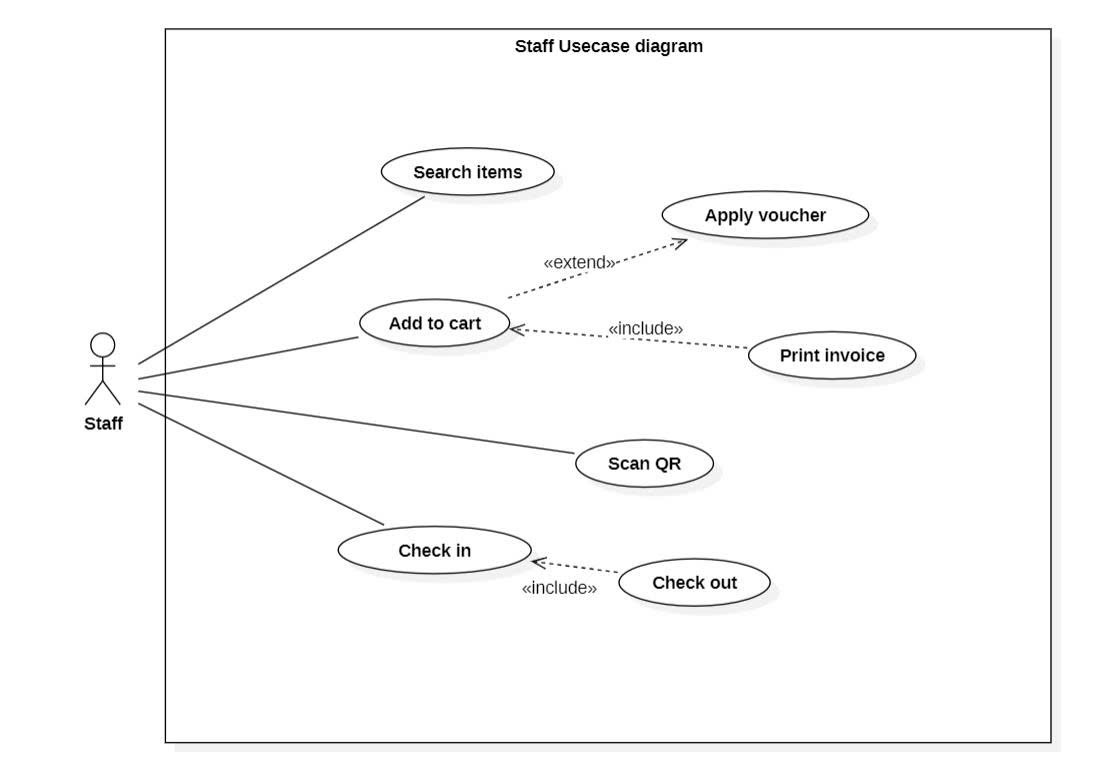 Staff Usecase diagram
Search items
Apply voucher
«extend»
Add to cart
«include»
Print invoice
Staff
Scan QR
Check in
«include»
Check out